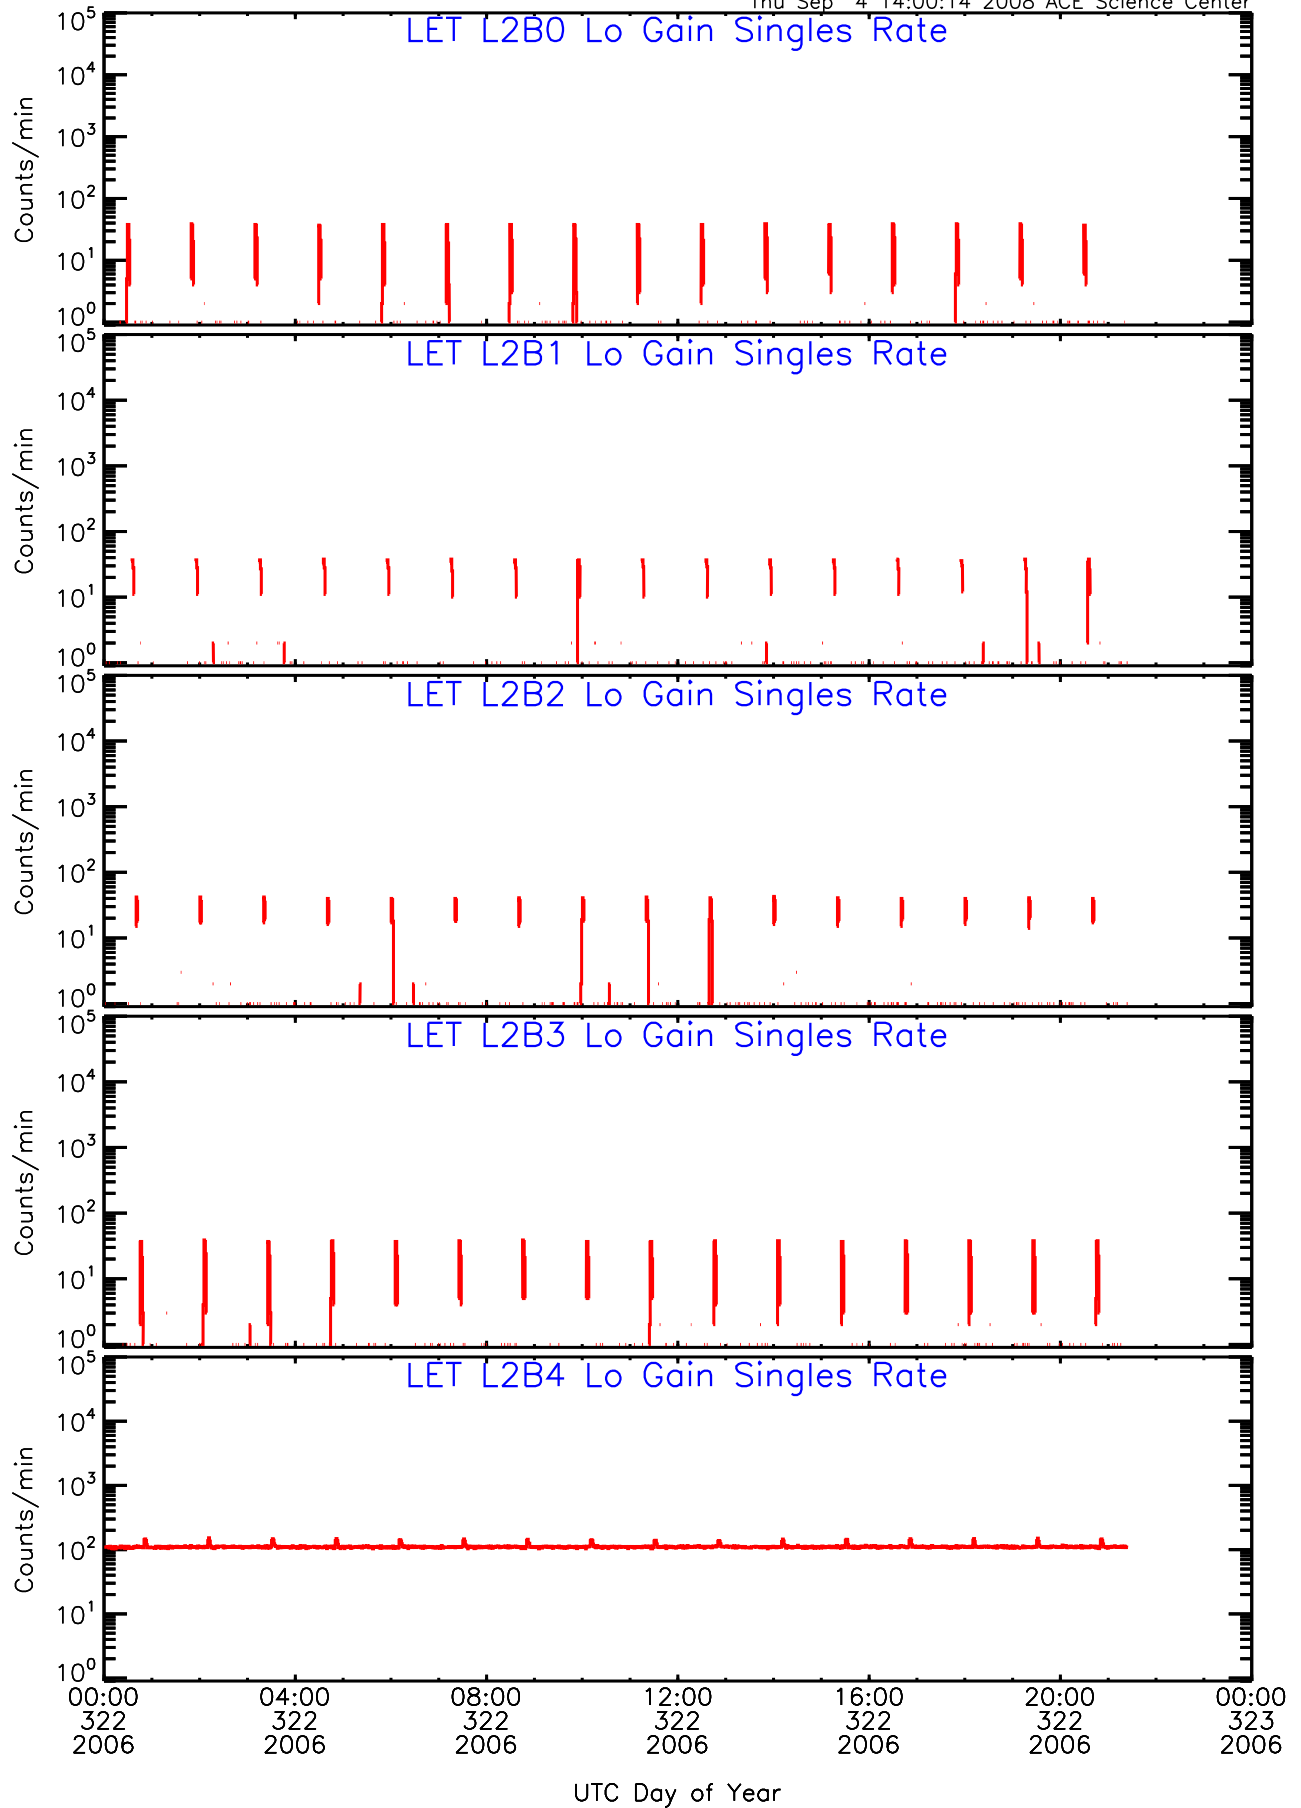 Thu Sep 4 14:00:14 2008 ACE Science Center
LET L2B0 Lo Gain Singles Rate
10^5
10^4
10^3
10^2
10^1
10^0
Counts/min
LET L2B1 Lo Gain Singles Rate
10^5
10^4
10^3
10^2
10^1
10^0
Counts/min
LET L2B2 Lo Gain Singles Rate
10^5
10^4
10^3
10^2
10^1
10^0
Counts/min
LET L2B3 Lo Gain Singles Rate
10^5
10^4
10^3
10^2
10^1
10^0
Counts/min
LET L2B4 Lo Gain Singles Rate
10^5
10^4
10^3
10^2
10^1
10^0
Counts/min
00:00 04:00 08:00 12:00 16:00 20:00 00:00
322 322 322 322 322 322 323
2006 2006 2006 2006 2006 2006 2006
UTC Day of Year